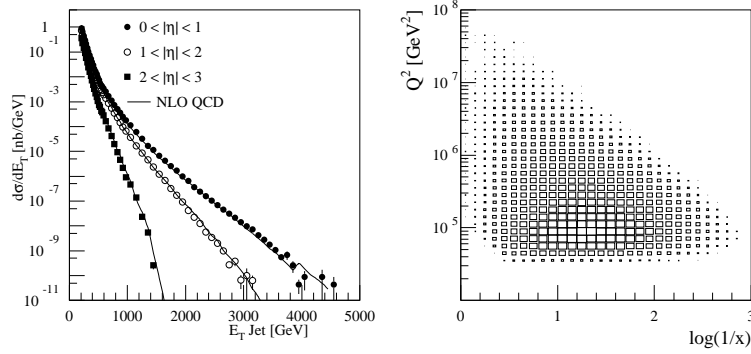 1
10^-1
10^-3
10^-5
10^-7
10^-9
10^-11
dσ/dE_T [nb/GeV]
0 < |η| < 1
1 < |η| < 2
2 < |η| < 3
NLO QCD
0 1000 2000 3000 4000 5000
E_T Jet [GeV]
Q^2 [GeV^2]
10^8
10^7
10^6
10^5
0 1 2 3
log(1/x)